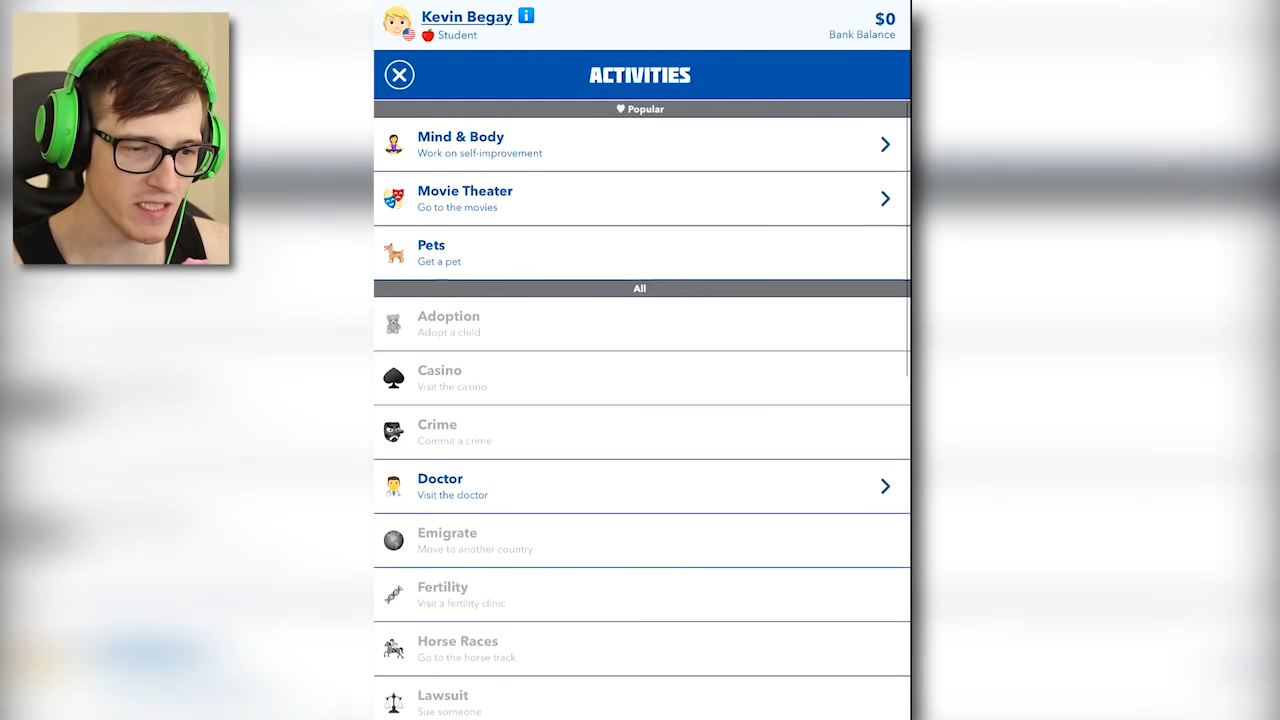 Kevin Begay
Student
$0
Bank Balance
ACTIVITIES
Popular
Mind & Body
Work on self-improvement
Movie Theater
Go to the movies
Pets
Get a pet
All
Adoption
Adopt a child
Casino
Visit the casino
Crime
Commit a crime
Doctor
Visit the doctor
Emigrate
Move to another country
Fertility
Visit a fertility clinic
Horse Races
Go to the horse track
Lawsuit
Sue someone